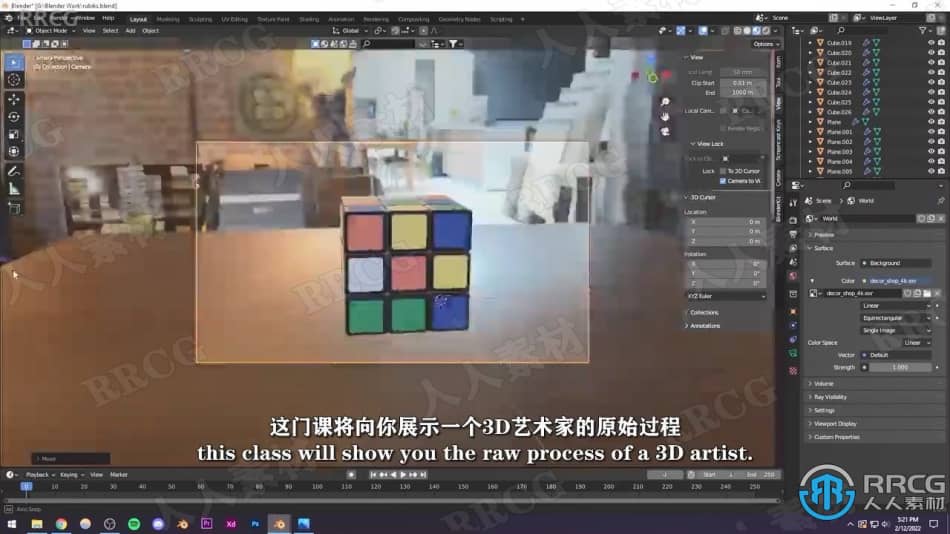 Blender* [G:\Blender Work\rubiks.blend]
Window Help Layout Modeling Sculpting UV Editing Texture Paint Shading Animation Rendering Compositing Geometry Nodes Scripting + Scene ViewLayer
Object Mode View Select Add Object Global
Options
Camera Perspective
Collection | Camera
View
Focal Length 50 mm
Clip Start 0.01 m
End 1000 m
Local Cam...
Render Regi...
View Lock
Lock to Ob...
Lock To 3D Cursor
Camera to Vi...
3D Cursor
Location
X 0 m
Y 0 m
Z 0 m
Rotation:
X 0°
Y 0°
Z 0°
XYZ Euler
Collections
Annotations
Item
View
Screencast Keys
Create
BlenderKit
Cube.019
Cube.020
Cube.021
Cube.022
Cube.023
Cube.024
Cube.025
Cube.026
Plane
Plane.001
Plane.002
Plane.003
Plane.004
Plane.005
Scene World
World
Preview
Surface
Surface Background
Color decor_shop_4k.exr
decor_shop_4k.exr
Linear
Equirectangular
Single Image
Color Space Linear
Vector Default
Strength 1.000
Volume
Ray Visibility
Settings
Viewport Display
Custom Properties
Move
这门课将向你展示一个3D艺术家的原始过程
this class will show you the raw process of a 3D artist.
Playback Keying View Marker Start 1 End 250
0 10 20 30 40 50 60 70 80 90 100 110 120 130 140 150 160 170 180 190 200 210 220 230 240 250
Axis Snap
RRCG
人人素材
5:21 PM
2/12/2022